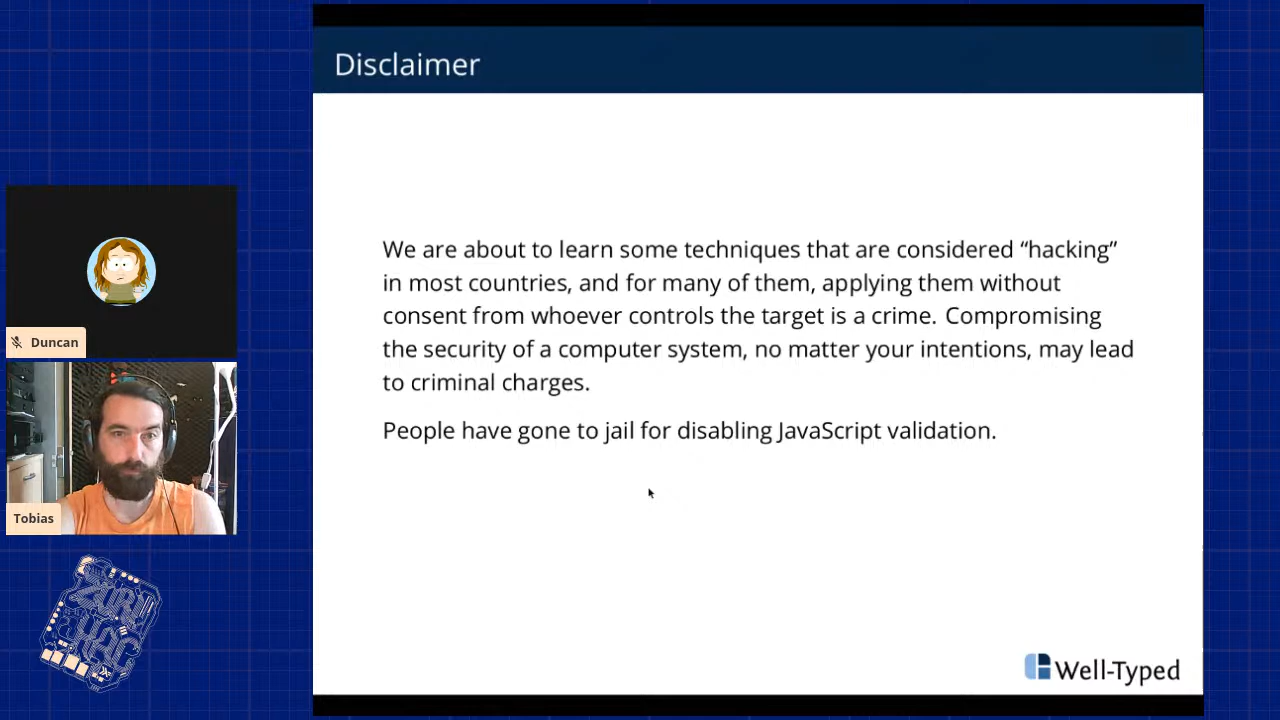 Disclaimer
We are about to learn some techniques that are considered “hacking”
in most countries, and for many of them, applying them without
consent from whoever controls the target is a crime. Compromising
the security of a computer system, no matter your intentions, may lead
to criminal charges.
People have gone to jail for disabling JavaScript validation.
Duncan
Tobias
ZURI
HAC
Well-Typed